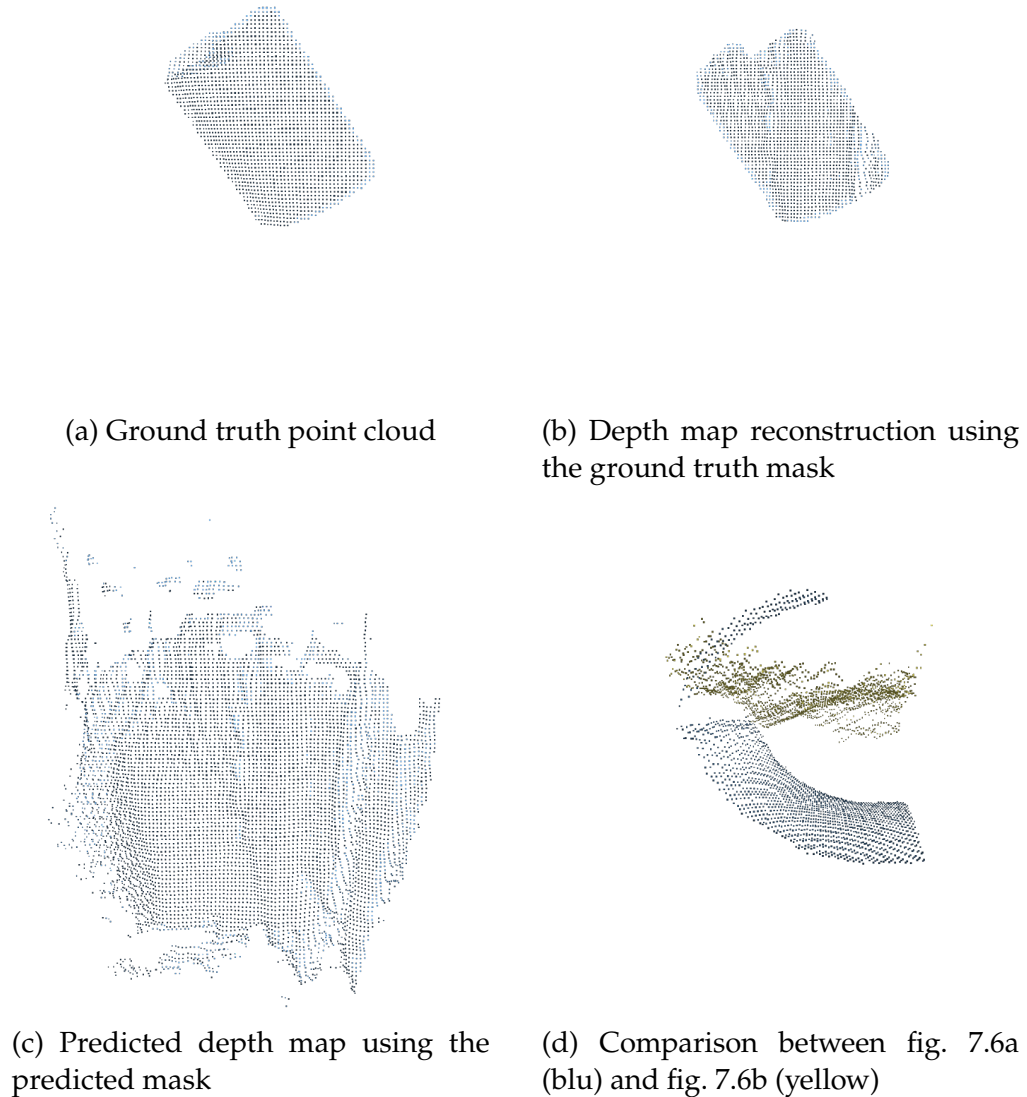 (a) Ground truth point cloud
(b) Depth map reconstruction using
the ground truth mask
(c) Predicted depth map using the
predicted mask
(d) Comparison between fig. 7.6a
(blu) and fig. 7.6b (yellow)